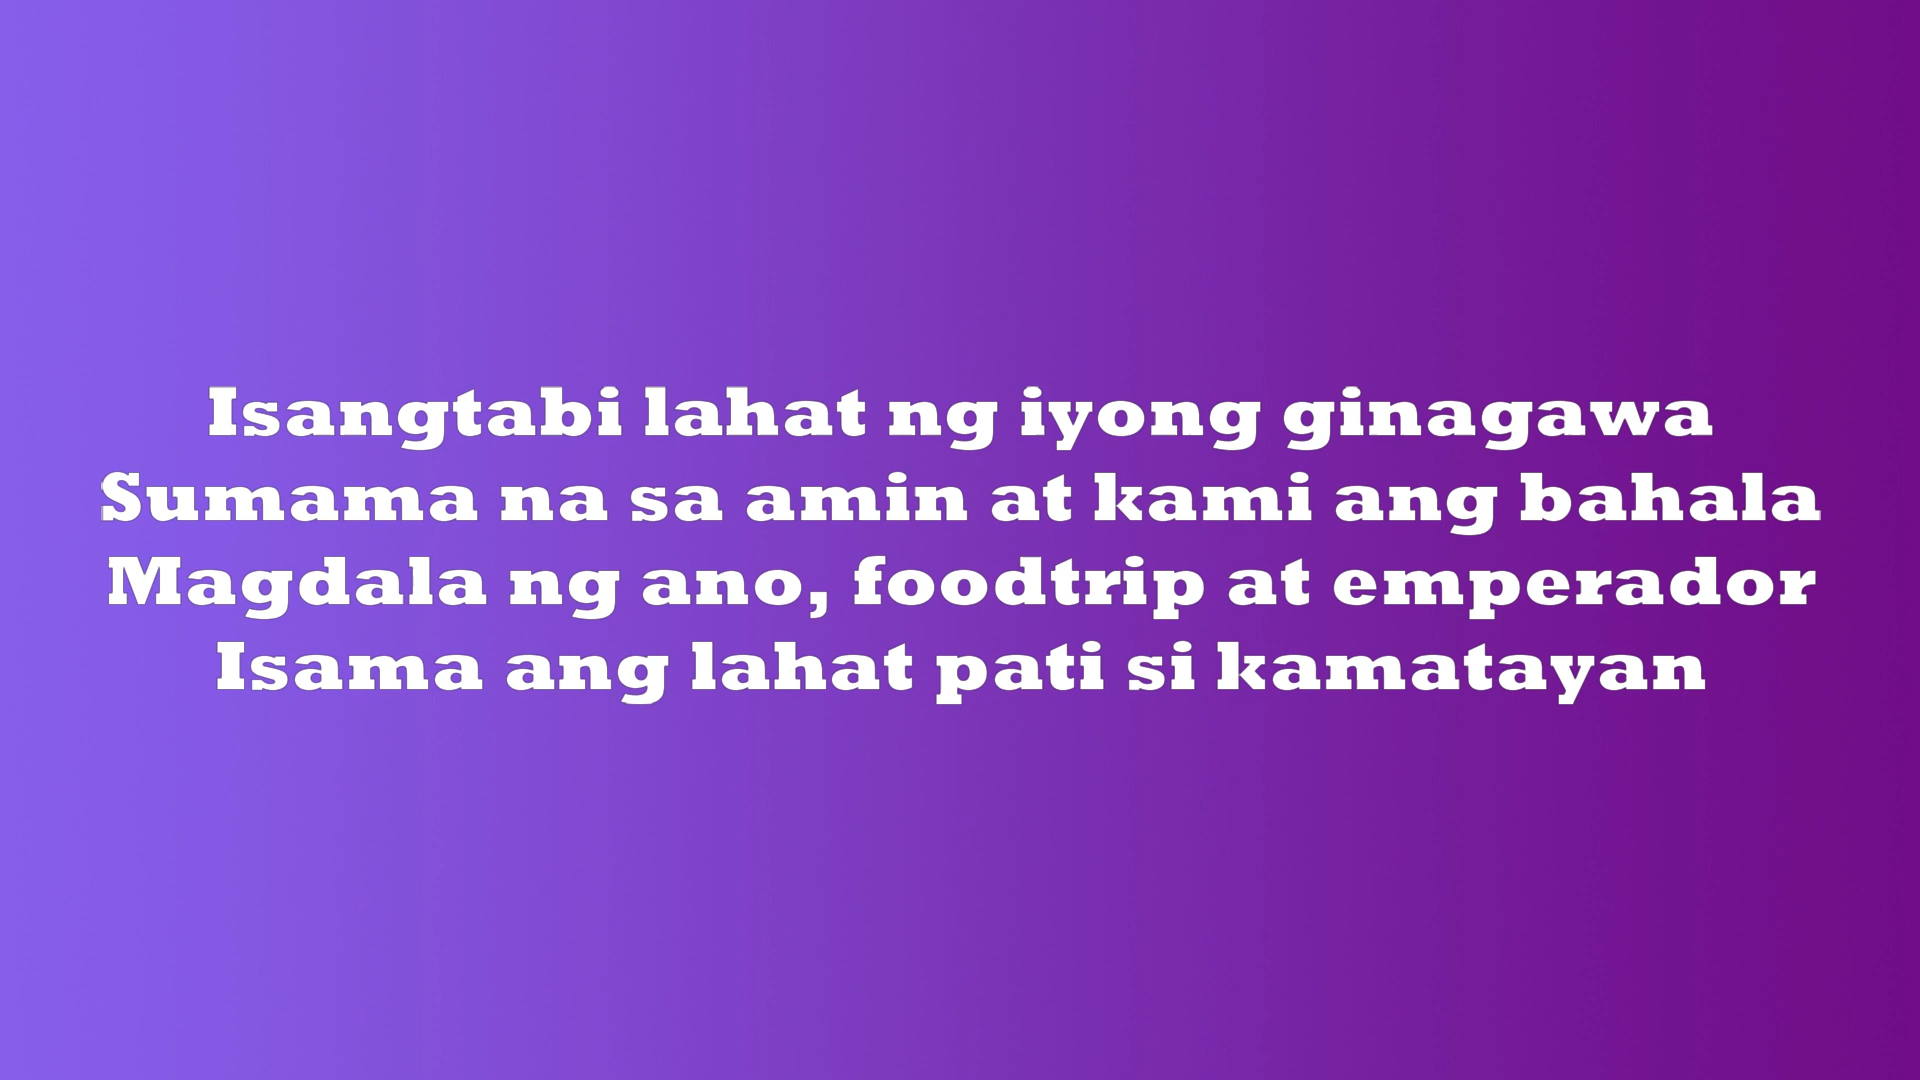 Isangtabi lahat ng iyong ginagawa
Sumama na sa amin at kami ang bahala
Magdala ng ano, foodtrip at emperador
Isama ang lahat pati si kamatayan